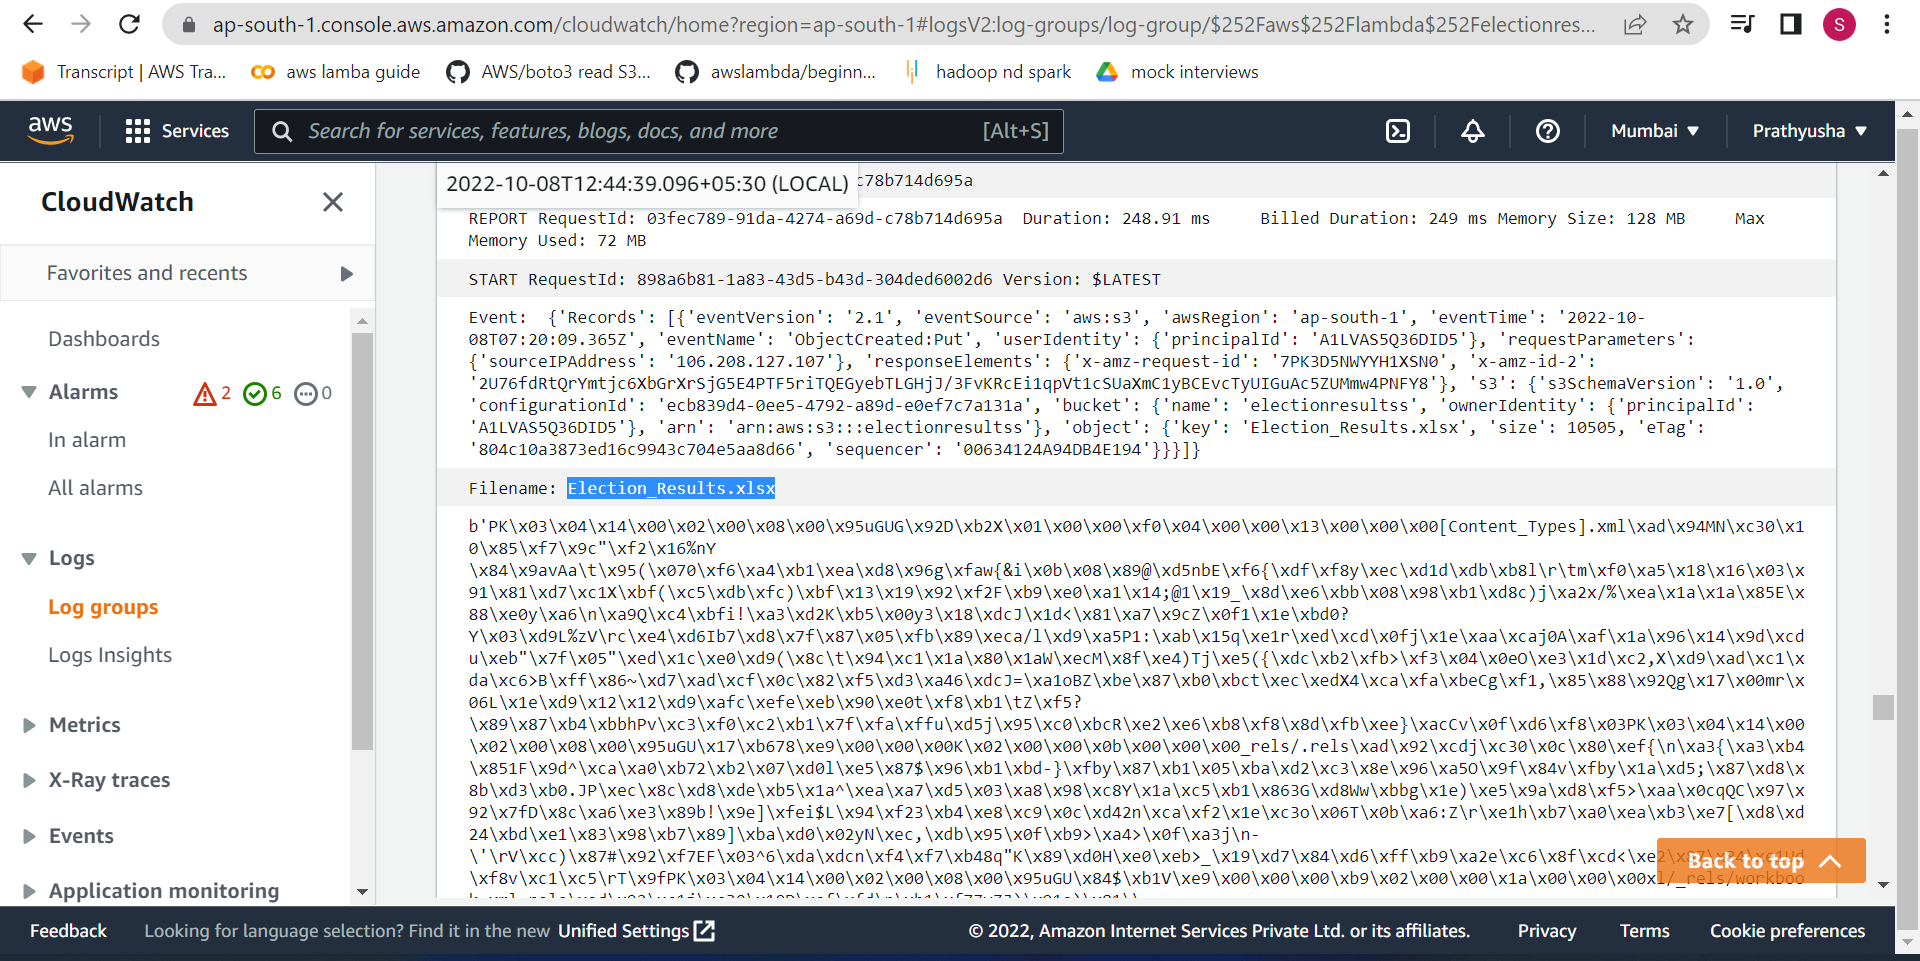 ap-south-1.console.aws.amazon.com/cloudwatch/home?region=ap-south-1#logsV2:log-groups/log-group/$252Faws$252Flambda$252Felectionres...
S
Transcript | AWS Tra...
aws lamba guide
AWS/boto3 read S3...
awslambda/beginn...
hadoop nd spark
mock interviews
aws
Services
Search for services, features, blogs, docs, and more
[Alt+S]
Mumbai
Prathyusha
CloudWatch
Favorites and recents
Dashboards
Alarms
2
6
0
In alarm
All alarms
Logs
Log groups
Logs Insights
Metrics
X-Ray traces
Events
Application monitoring
2022-10-08T12:44:39.096+05:30 (LOCAL)
c78b714d695a
REPORT RequestId: 03fec789-91da-4274-a69d-c78b714d695a Duration: 248.91 ms Billed Duration: 249 ms Memory Size: 128 MB Max
Memory Used: 72 MB
START RequestId: 898a6b81-1a83-43d5-b43d-304ded6002d6 Version: $LATEST
Event: {'Records': [{'eventVersion': '2.1', 'eventSource': 'aws:s3', 'awsRegion': 'ap-south-1', 'eventTime': '2022-10-
08T07:20:09.365Z', 'eventName': 'ObjectCreated:Put', 'userIdentity': {'principalId': 'A1LVAS5Q36DID5'}, 'requestParameters':
{'sourceIPAddress': '106.208.127.107'}, 'responseElements': {'x-amz-request-id': '7PK3D5NWYYH1XSN0', 'x-amz-id-2':
'2U76fdRtQrYmtjc6XbGrXrSjG5E4PTF5riTQEGyebTLGHjJ/3FvKRcEi1qpVt1cSUaXmC1yBCEvcTyUIGuAc5ZUMmw4PNFY8'}, 's3': {'s3SchemaVersion': '1.0',
'configurationId': 'ecb839d4-0ee5-4792-a89d-e0ef7c7a131a', 'bucket': {'name': 'electionresultss', 'ownerIdentity': {'principalId':
'A1LVAS5Q36DID5'}, 'arn': 'arn:aws:s3:::electionresultss'}, 'object': {'key': 'Election_Results.xlsx', 'size': 10505, 'eTag':
'804c10a3873ed16c9943c704e5aa8d66', 'sequencer': '00634124A94DB4E194'}}}]}
Filename: Election_Results.xlsx
b'PK\x03\x04\x14\x00\x02\x00\x08\x00\x95uGUG\x92D\xb2X\x01\x00\x00\xf0\x04\x00\x00\x13\x00\x00\x00[Content_Types].xml\xad\x94MN\xc30\x1
0\x85\xf7\x9c"\xf2\x16%nY
\x84\x9avAa\t\x95(\x070\xf6\xa4\xb1\xea\xd8\x96g\xfaw{&i\x0b\x08\x89@\xd5nbE\xf6{\xdf\xf8y\xec\xd1d\xdb\xb8l\r\tm\xf0\xa5\x18\x16\x03\x
91\x81\xd7\xc1X\xbf(\xc5\xdb\xfc)\xbf\x13\x19\x92\xf2F\xb9\xe0\xa1\x14;@1\x19_\x8d\xe6\xbb\x08\x98\xb1\xd8c)j\xa2x/%\xea\x1a\x1a\x85E\x
88\xe0y\xa6\n\xa9Q\xc4\xbfi!\xa3\xd2K\xb5\x00y3\x18\xdcJ\x1d<\x81\xa7\x9cZ\x0f1\x1e\xbd0?
Y\x03\xd9L%zV\rc\xe4\xd6Ib7\xd8\x7f\x87\x05\xfb\x89\xeca/l\xd9\xa5P1:\xab\x15q\xe1r\xed\xcd\x0fj\x1e\xaa\xcaj0A\xaf\x1a\x96\x14\x9d\xcd
u\xeb"\x7f\x05"\xed\x1c\xe0\xd9(\x8c\t\x94\xc1\x1a\x80\x1aW\xecM\x8f\xe4)Tj\xe5({\xdc\xb2\xfb>\xf3\x04\x0eO\xe3\x1d\xc2,X\xd9\xad\xc1\x
da\xc6>B\xff\x86~\xd7\xad\xcf\x0c\x82\xf5\xd3\xa46\xdcJ=\xa1oBZ\xbe\x87\xb0\xbct\xec\xedX4\xca\xfa\xbeCg\xf1,\x85\x88\x92Qg\x17\x00mr\x
06L\x1e\xd9\x12\x12\xd9\xafc\xefe\xeb\x90\xe0t\xf8\xb1\tZ\xf5?
\x89\x87\xb4\xbbhPv\xc3\xf0\xc2\xb1\x7f\xfa\xffu\xd5j\x95\xc0\xbcR\xe2\xe6\xb8\xf8\x8d\xfb\xee}\xacCv\x0f\xd6\xf8\x03PK\x03\x04\x14\x00
\x02\x00\x08\x00\x95uGU\x17\xb678\xe9\x00\x00\x00K\x02\x00\x00\x0b\x00\x00\x00_rels/.rels\xad\x92\xcdj\xc30\x0c\x80\xef{\n\xa3{\xa3\xb4
\x851F\x9d^\xca\xa0\xb72\xb2\x07\xd0l\xe5\x87$\x96\xb1\xbd-}\xfby\x87\xb1\x05\xba\xd2\xc3\x8e\x96\xa5O\x9f\x84v\xfby\x1a\xd5;\x87\xd8\x
8b\xd3\xb0.JP\xec\x8c\xd8\xde\xb5\x1a^\xea\xa7\xd5\x03\xa8\x98\xc8Y\x1a\xc5\xb1\x863G\xd8Ww\xbbg\x1e)\xe5\x9a\xd8\xf5>\xaa\x0cqQC\x97\x
92\x7fD\x8c\xa6\xe3\x89b!\x9e]\xfei$L\x94\xf23\xb4\xe8\xc9\x0c\xd42n\xca\xf2\x1e\xc3o\x06T\x0b\xa6:Z\r\xe1h\xb7\xa0\xea\xb3\xe7[\xd8\xd
24\xbd\xe1\x83\x98\xb7\x89]\xba\xd0\x02yN\xec,\xdb\x95\x0f\xb9>\xa4>\x0f\xa3j\n-
\'\rV\xcc)\x87#\x92\xf7EF\x03^6\xda\xdcn\xf4\xf7\xb48q"K\x89\xd0H\xe0\xeb>_\x19\xd7\x84\xd6\xff\xb9\xa2e\xc6\x8f\xcd<\xe2
\xf8v\xc1\xc5\rT\x9fPK\x03\x04\x14\x00\x02\x00\x08\x00\x95uGU\x84$\xb1V\xe9\x00\x00\x00\xb9\x02\x00\x00\x1a\x00\x00\x00xl/_rels/workboo
Back to top
Feedback
Looking for language selection? Find it in the new Unified Settings
© 2022, Amazon Internet Services Private Ltd. or its affiliates.
Privacy
Terms
Cookie preferences